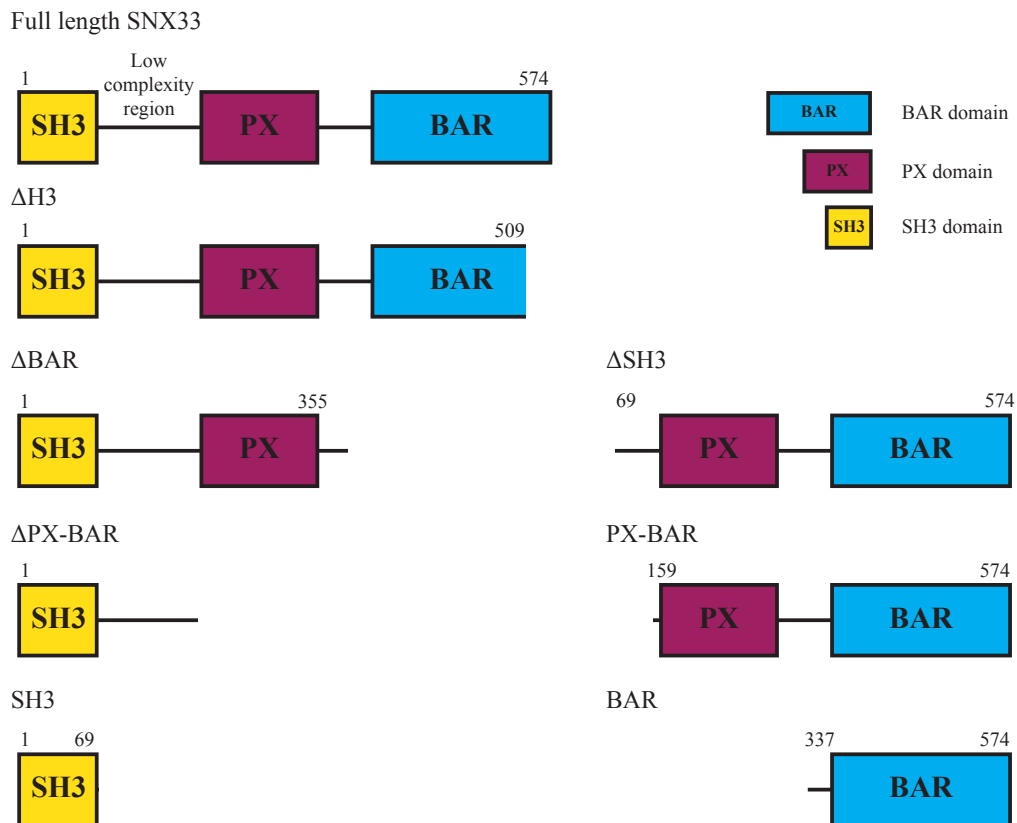 Full length SNX33
Low
complexity
region
1
574
SH3
PX
BAR
BAR
BAR domain
PX
PX domain
SH3
SH3 domain
ΔH3
1
509
SH3
PX
BAR
ΔBAR
1
355
SH3
PX
ΔSH3
69
574
PX
BAR
ΔPX-BAR
1
SH3
PX-BAR
159
574
PX
BAR
SH3
1
69
SH3
BAR
337
574
BAR